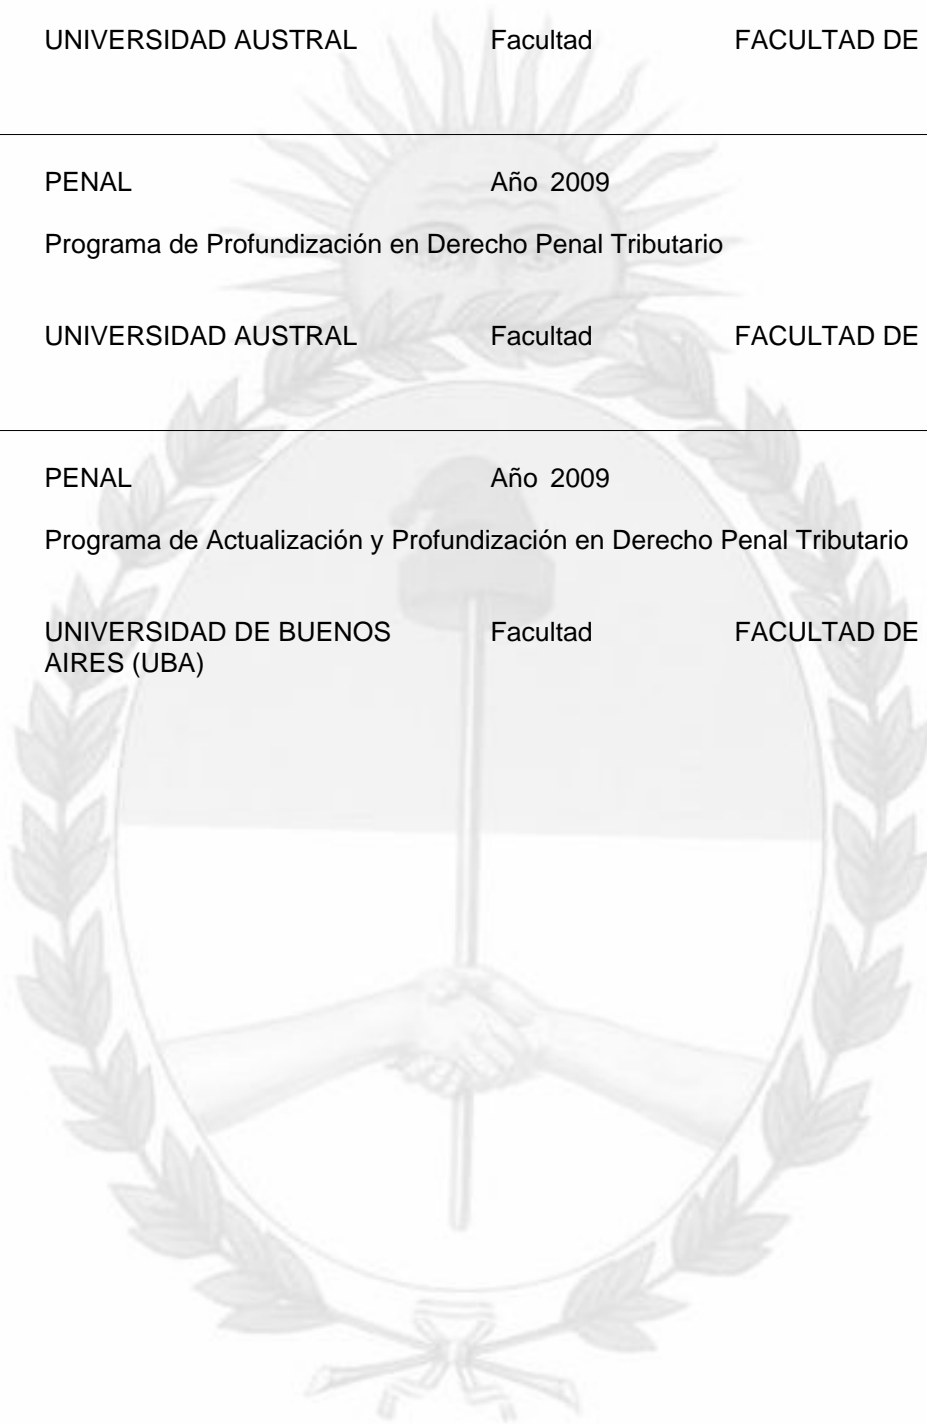 UNIVERSIDAD AUSTRAL Facultad FACULTAD DE
PENAL Año 2009
Programa de Profundización en Derecho Penal Tributario
UNIVERSIDAD AUSTRAL Facultad FACULTAD DE
PENAL Año 2009
Programa de Actualización y Profundización en Derecho Penal Tributario
UNIVERSIDAD DE BUENOS Facultad FACULTAD DE
AIRES (UBA)